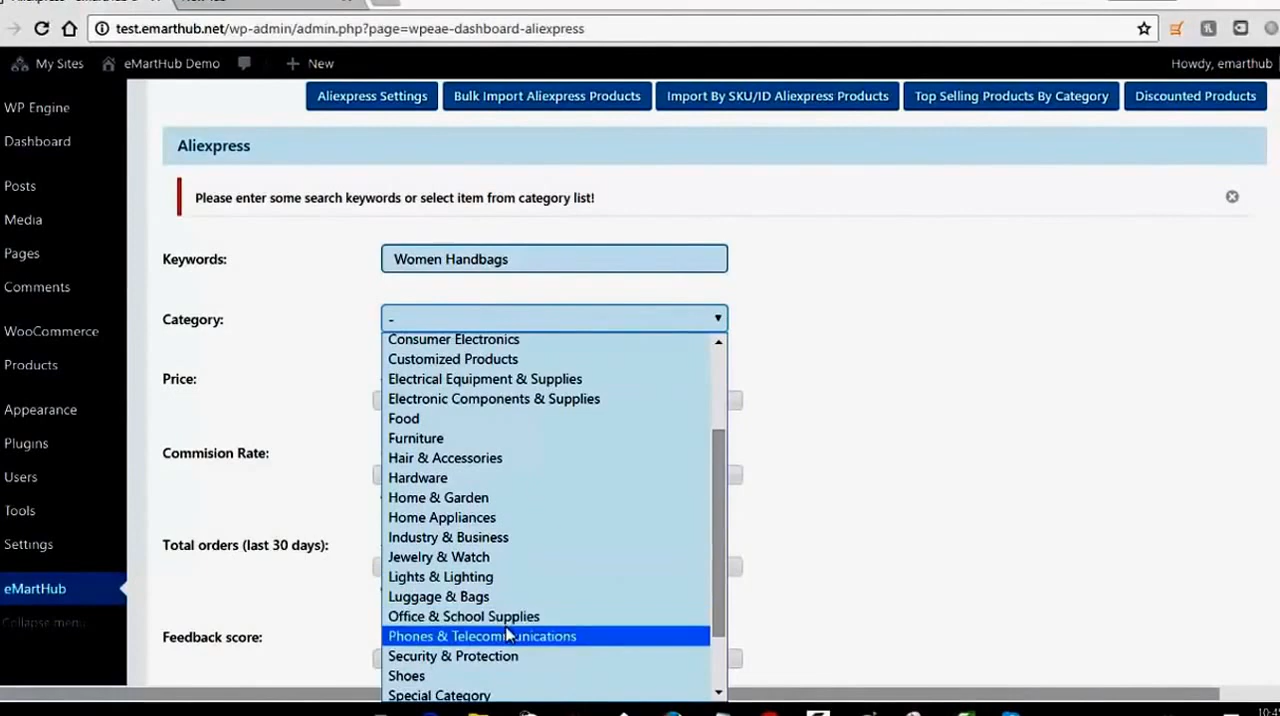 test.emarthub.net/wp-admin/admin.php?page=wpeae-dashboard-aliexpress
My Sites eMartHub Demo New Howdy, emarthub
WP Engine
Dashboard
Posts
Media
Pages
Comments
WooCommerce
Products
Appearance
Plugins
Users
Tools
Settings
eMartHub
Collapse menu
Aliexpress Settings Bulk Import Aliexpress Products Import By SKU/ID Aliexpress Products Top Selling Products By Category Discounted Products
Aliexpress
Please enter some search keywords or select item from category list!
Keywords: Women Handbags
Category: -
Consumer Electronics
Customized Products
Electrical Equipment & Supplies
Electronic Components & Supplies
Food
Furniture
Hair & Accessories
Hardware
Home & Garden
Home Appliances
Industry & Business
Jewelry & Watch
Lights & Lighting
Luggage & Bags
Office & School Supplies
Phones & Telecommunications
Security & Protection
Shoes
Special Category
Price:
Commision Rate:
Total orders (last 30 days):
Feedback score: